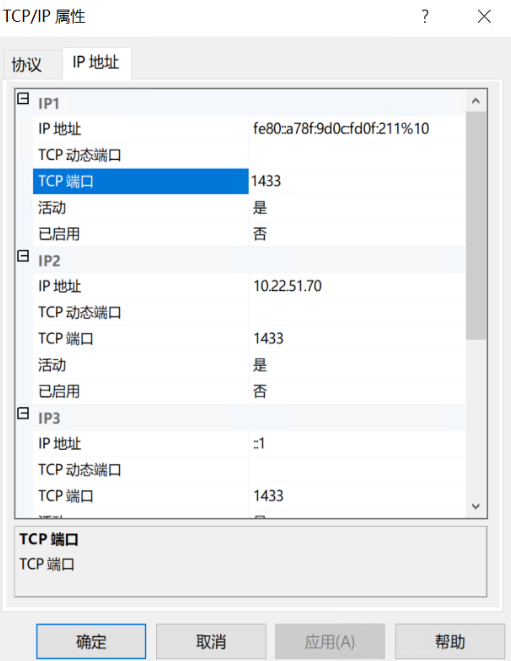 TCP/IP 属性
?
协议 IP 地址
IP1
IP 地址 fe80::a78f:9d0c:fd0f:211%10
TCP 动态端口
TCP 端口 1433
活动 是
已启用 否
IP2
IP 地址 10.22.51.70
TCP 动态端口
TCP 端口 1433
活动 是
已启用 否
IP3
IP 地址 ::1
TCP 动态端口
TCP 端口 1433
TCP 端口
TCP 端口
确定 取消 应用(A) 帮助